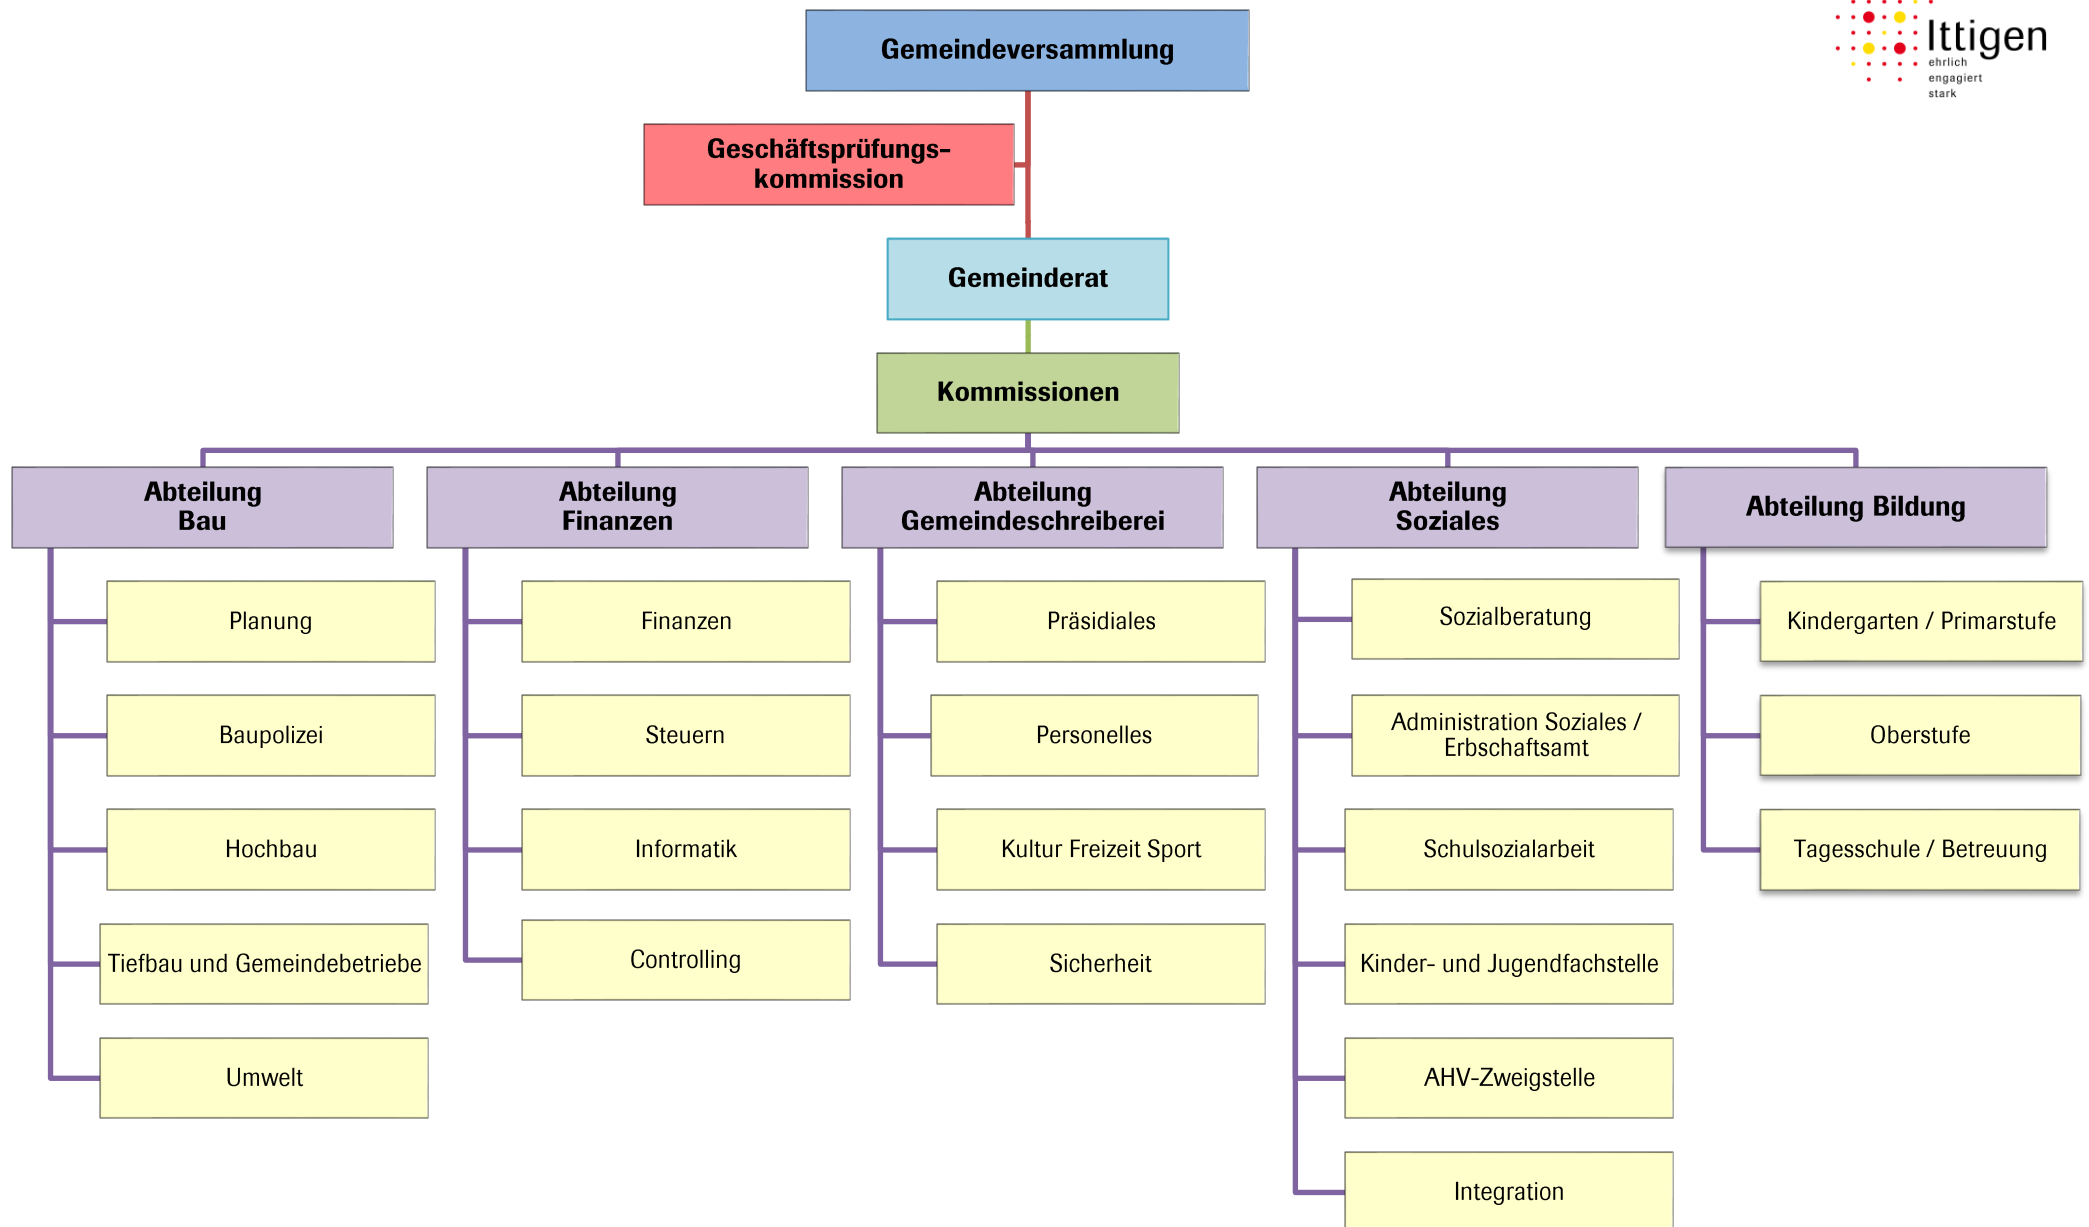 Gemeindeversammlung
Ittigen
ehrlich
engagiert
stark
Geschäftsprüfungs-
kommission
Gemeinderat
Kommissionen
Abteilung
Bau
Planung
Baupolizei
Hochbau
Tiefbau und Gemeindebetriebe
Umwelt
Abteilung
Finanzen
Finanzen
Steuern
Informatik
Controlling
Abteilung
Gemeindeschreiberei
Präsidiales
Personelles
Kultur Freizeit Sport
Sicherheit
Abteilung
Soziales
Sozialberatung
Administration Soziales /
Erbschaftsamt
Schulsozialarbeit
Kinder- und Jugendfachstelle
AHV-Zweigstelle
Integration
Abteilung Bildung
Kindergarten / Primarstufe
Oberstufe
Tagesschule / Betreuung